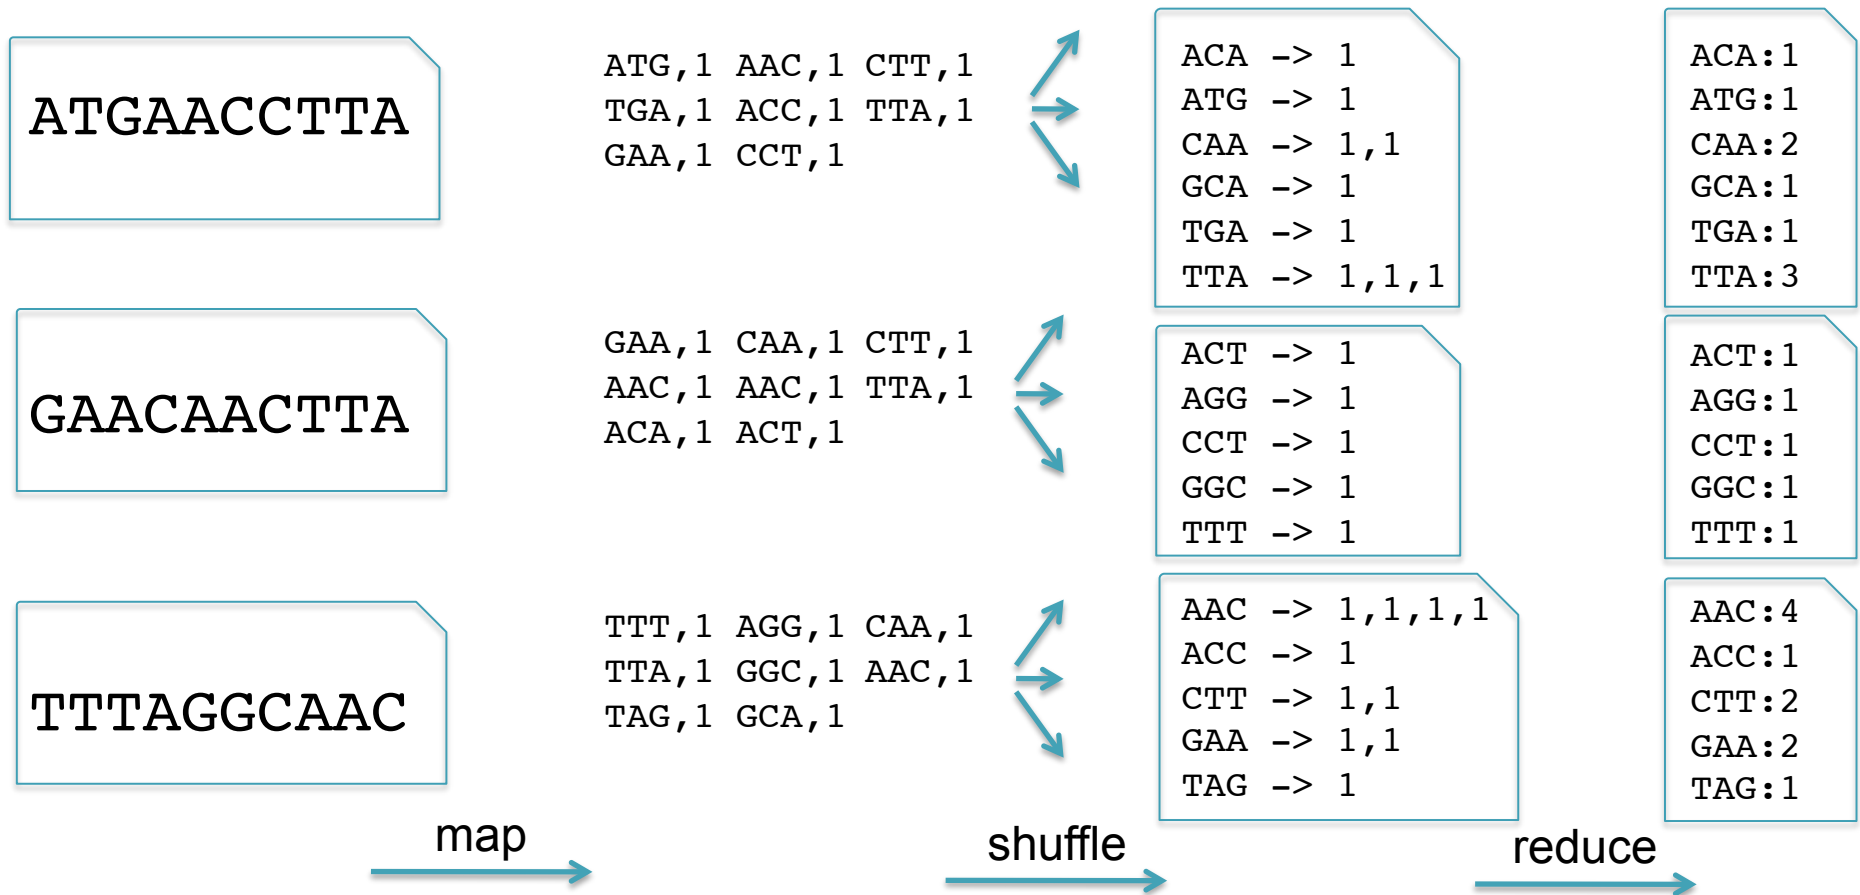 ATGAACCTTA
ATG,1 AAC,1 CTT,1
TGA,1 ACC,1 TTA,1
GAA,1 CCT,1
ACA -> 1
ATG -> 1
CAA -> 1,1
GCA -> 1
TGA -> 1
TTA -> 1,1,1
ACA:1
ATG:1
CAA:2
GCA:1
TGA:1
TTA:3
GAACAACTTA
GAA,1 CAA,1 CTT,1
AAC,1 AAC,1 TTA,1
ACA,1 ACT,1
ACT -> 1
AGG -> 1
CCT -> 1
GGC -> 1
TTT -> 1
ACT:1
AGG:1
CCT:1
GGC:1
TTT:1
TTTAGGCAAC
TTT,1 AGG,1 CAA,1
TTA,1 GGC,1 AAC,1
TAG,1 GCA,1
AAC -> 1,1,1,1
ACC -> 1
CTT -> 1,1
GAA -> 1,1
TAG -> 1
AAC:4
ACC:1
CTT:2
GAA:2
TAG:1
map
shuffle
reduce